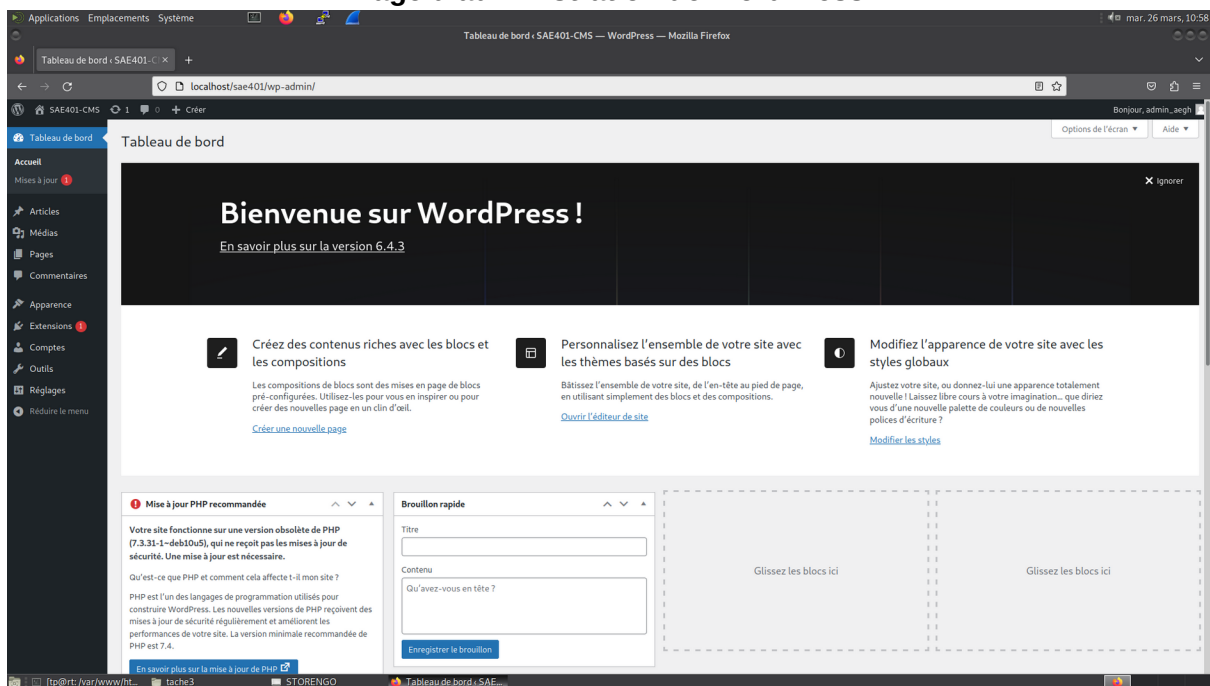 Applications Emplacements Système
mar. 26 mars, 10:58
Tableau de bord ‹ SAE401-CMS — WordPress — Mozilla Firefox
Tableau de bord ‹ SAE401-C
localhost/sae401/wp-admin/
SAE401-CMS 1 0 + Créer
Bonjour, admin_aegh
Tableau de bord
Accueil
Mises à jour 1
Articles
Médias
Pages
Commentaires
Apparence
Extensions 1
Comptes
Outils
Réglages
Réduire le menu
Options de l'écran ▼
Aide ▼
Tableau de bord
Ignorer
Bienvenue sur WordPress !
En savoir plus sur la version 6.4.3
Créez des contenus riches avec les blocs et
les compositions
Les compositions de blocs sont des mises en page de blocs
pré-configurées. Utilisez-les pour vous en inspirer ou pour
créer des nouvelles page en un clin d'œil.
Créer une nouvelle page
Personnalisez l'ensemble de votre site avec
les thèmes basés sur des blocs
Bâtissez l'ensemble de votre site, de l'en-tête au pied de page,
en utilisant simplement des blocs et des compositions.
Ouvrir l'éditeur de site
Modifiez l'apparence de votre site avec les
styles globaux
Ajustez votre site, ou donnez-lui une apparence totalement
nouvelle ! Laissez libre cours à votre imagination… que diriez
vous d'une nouvelle palette de couleurs ou de nouvelles
polices d'écriture ?
Modifier les styles
Mise à jour PHP recommandée
Votre site fonctionne sur une version obsolète de PHP
(7.3.31-1~deb10u5), qui ne reçoit pas les mises à jour de
sécurité. Une mise à jour est nécessaire.
Qu'est-ce que PHP et comment cela affecte t-il mon site ?
PHP est l'un des langages de programmation utilisés pour
construire WordPress. Les nouvelles versions de PHP reçoivent des
mises à jour de sécurité régulièrement et améliorent les
performances de votre site. La version minimale recommandée de
PHP est 7.4.
En savoir plus sur la mise à jour de PHP
Brouillon rapide
Titre
Contenu
Qu'avez-vous en tête ?
Enregistrer le brouillon
Glissez les blocs ici
Glissez les blocs ici
[tp@rt: /var/www/ht...
tache3
STORENGO
Tableau de bord ‹ SAE...